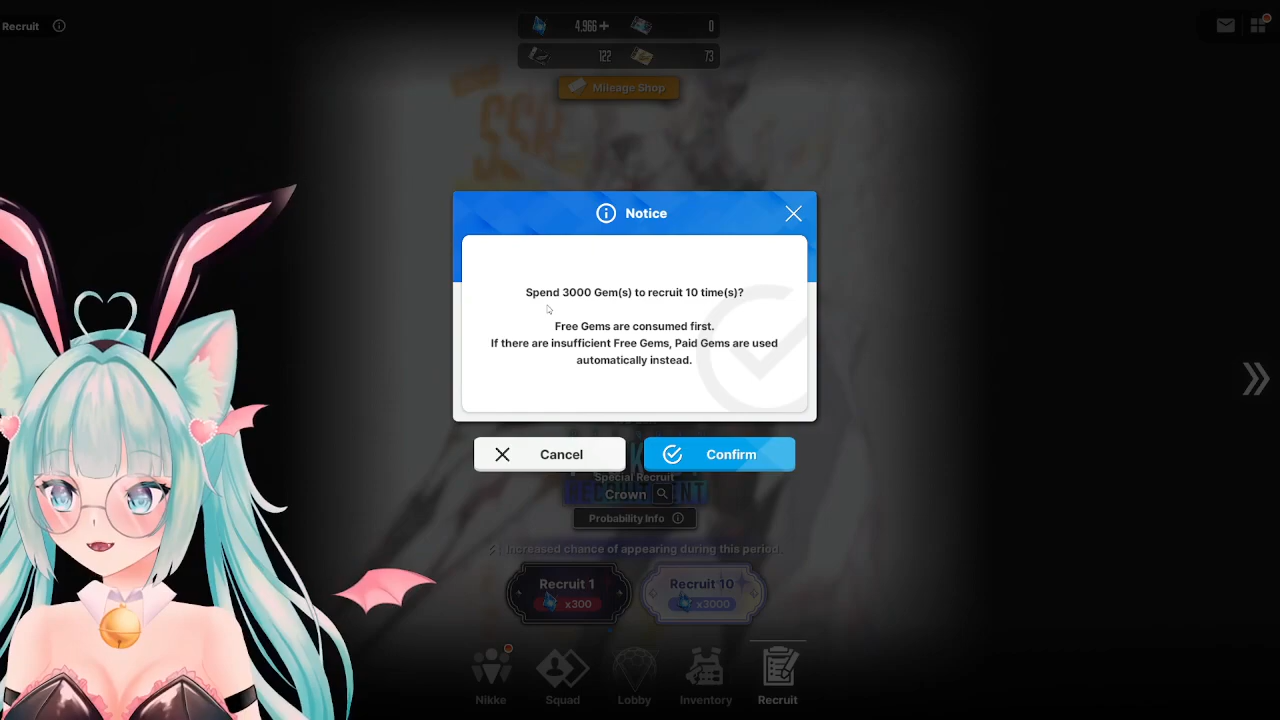 Recruit
4,966
0
122
73
Mileage Shop
SSR
Notice
Spend 3000 Gem(s) to recruit 10 time(s)?
Free Gems are consumed first.
If there are insufficient Free Gems, Paid Gems are used
automatically instead.
Cancel
Confirm
Special Recruit
Crown
Probability Info
Increased chance of appearing during this period.
Recruit 1
x300
Recruit 10
x3000
Nikke
Squad
Lobby
Inventory
Recruit